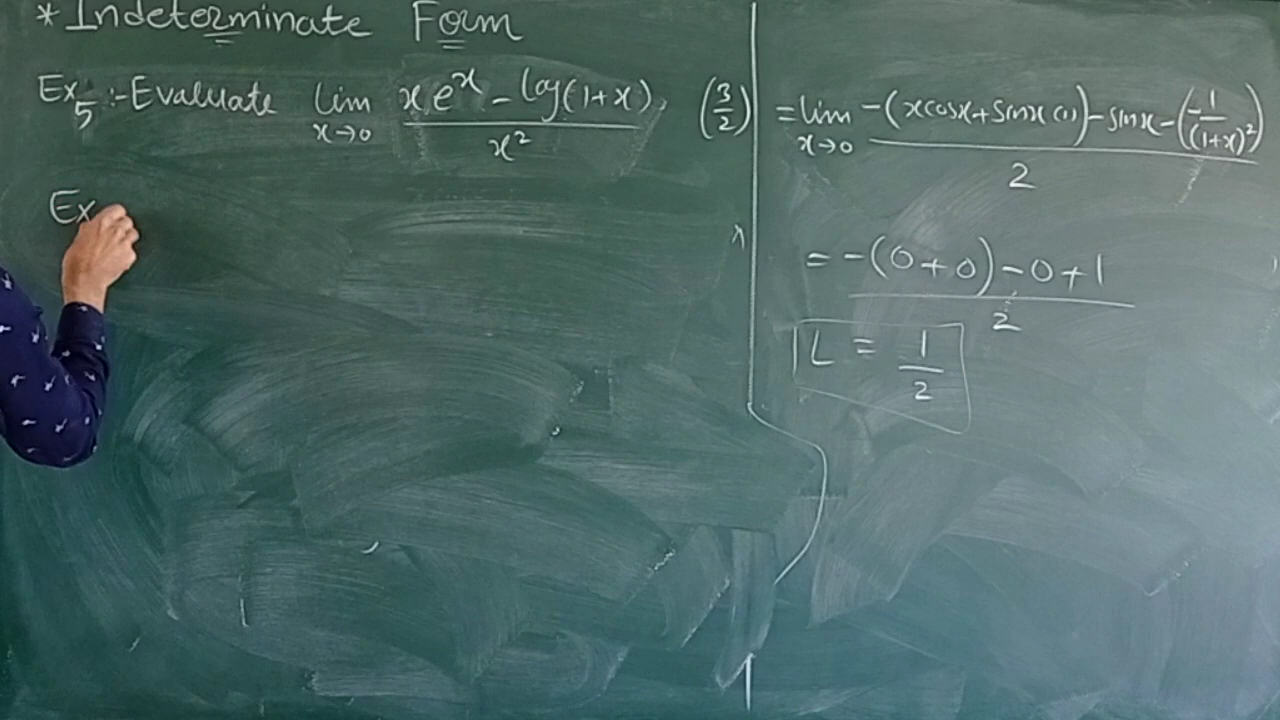 * Indeterminate Form
Ex 5 :- Evaluate lim x→0 (x e^x - log(1+x)) / x², (3/2)
Ex
= lim x→0 (-(x cosx + sinx (1)) - sinx - (-1/(1+x)²)) / 2
= (-(0+0) - 0 + 1) / 2
L = 1/2